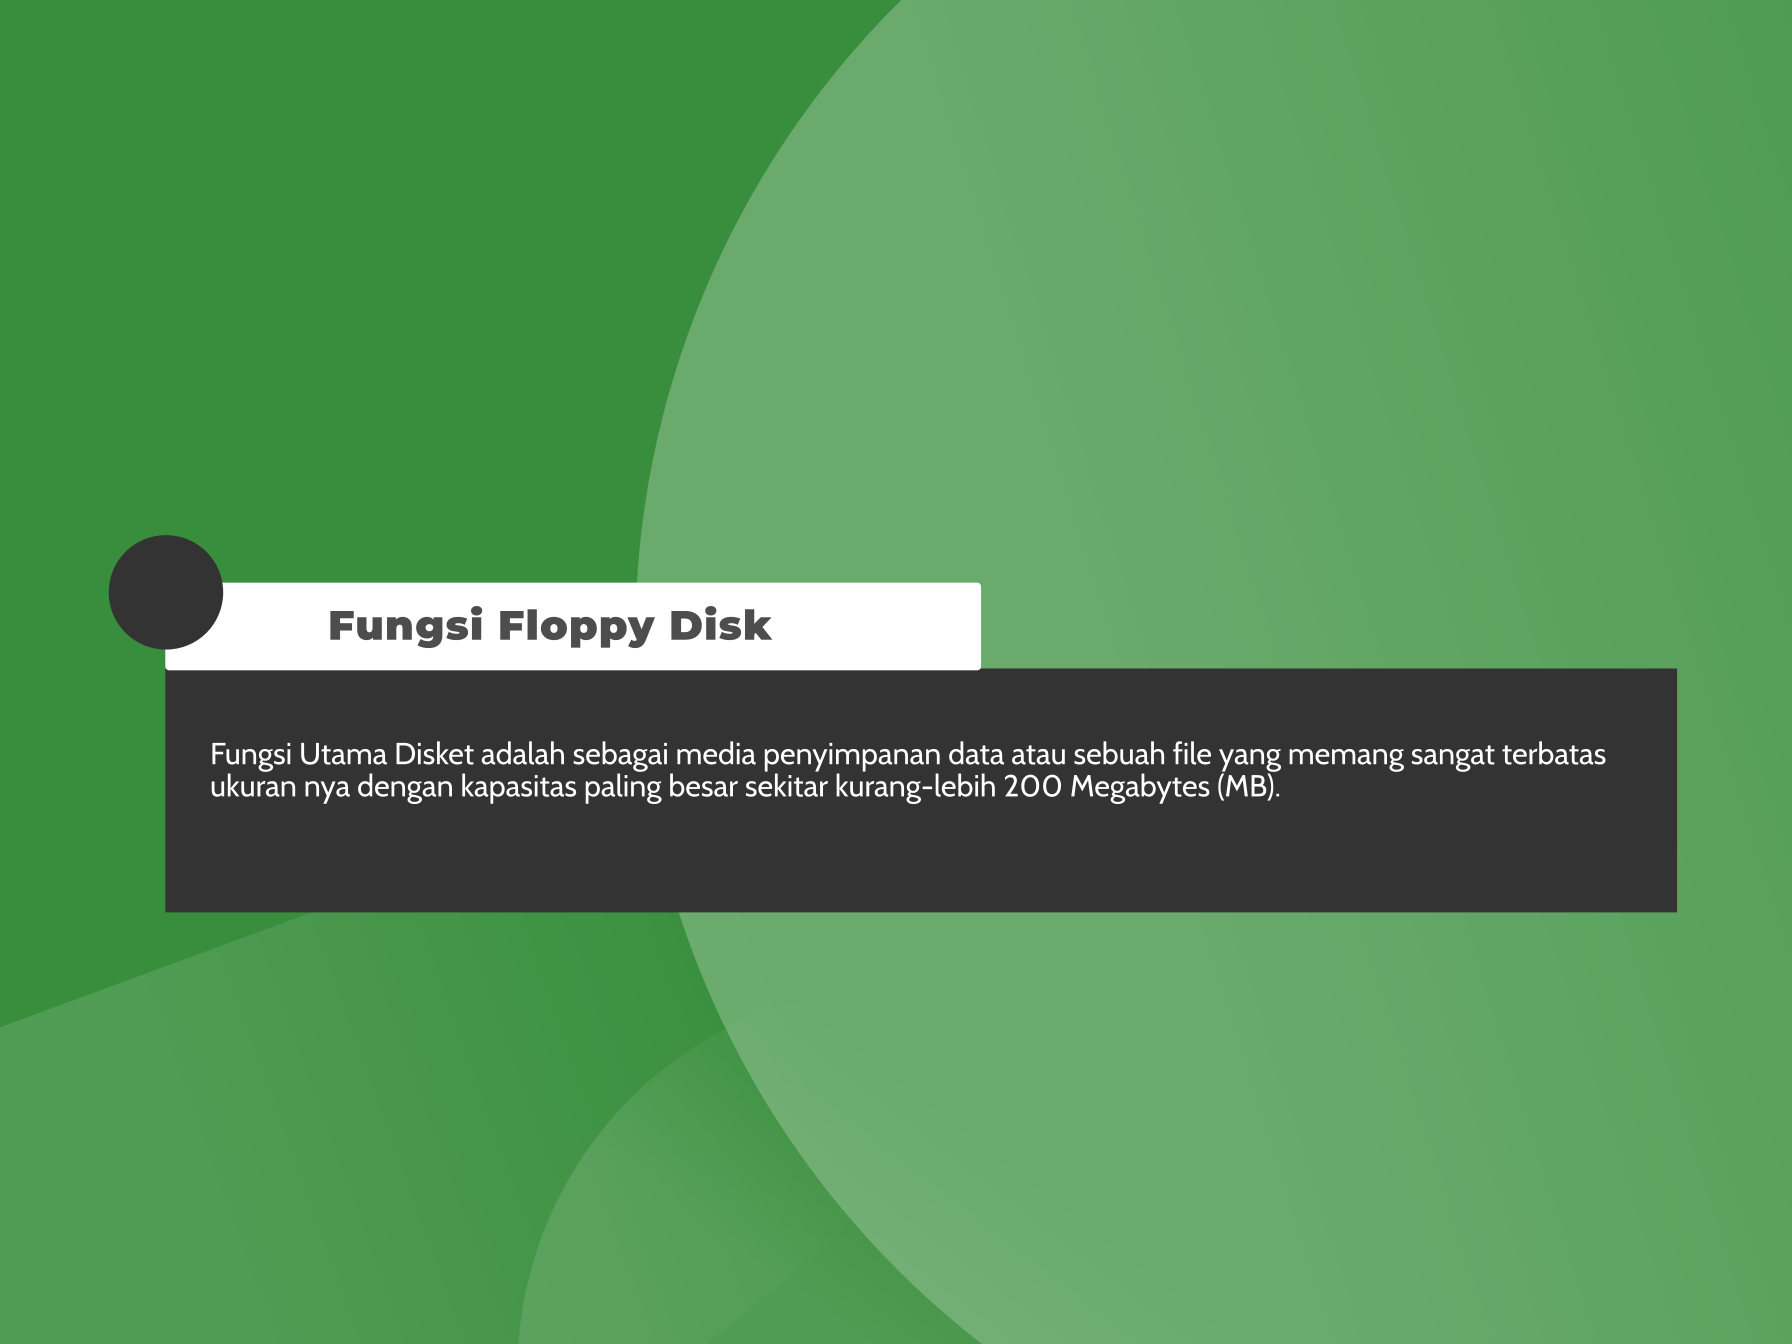 Fungsi Floppy Disk
Fungsi Utama Disket adalah sebagai media penyimpanan data atau sebuah file yang memang sangat terbatas
ukuran nya dengan kapasitas paling besar sekitar kurang-lebih 200 Megabytes (MB).